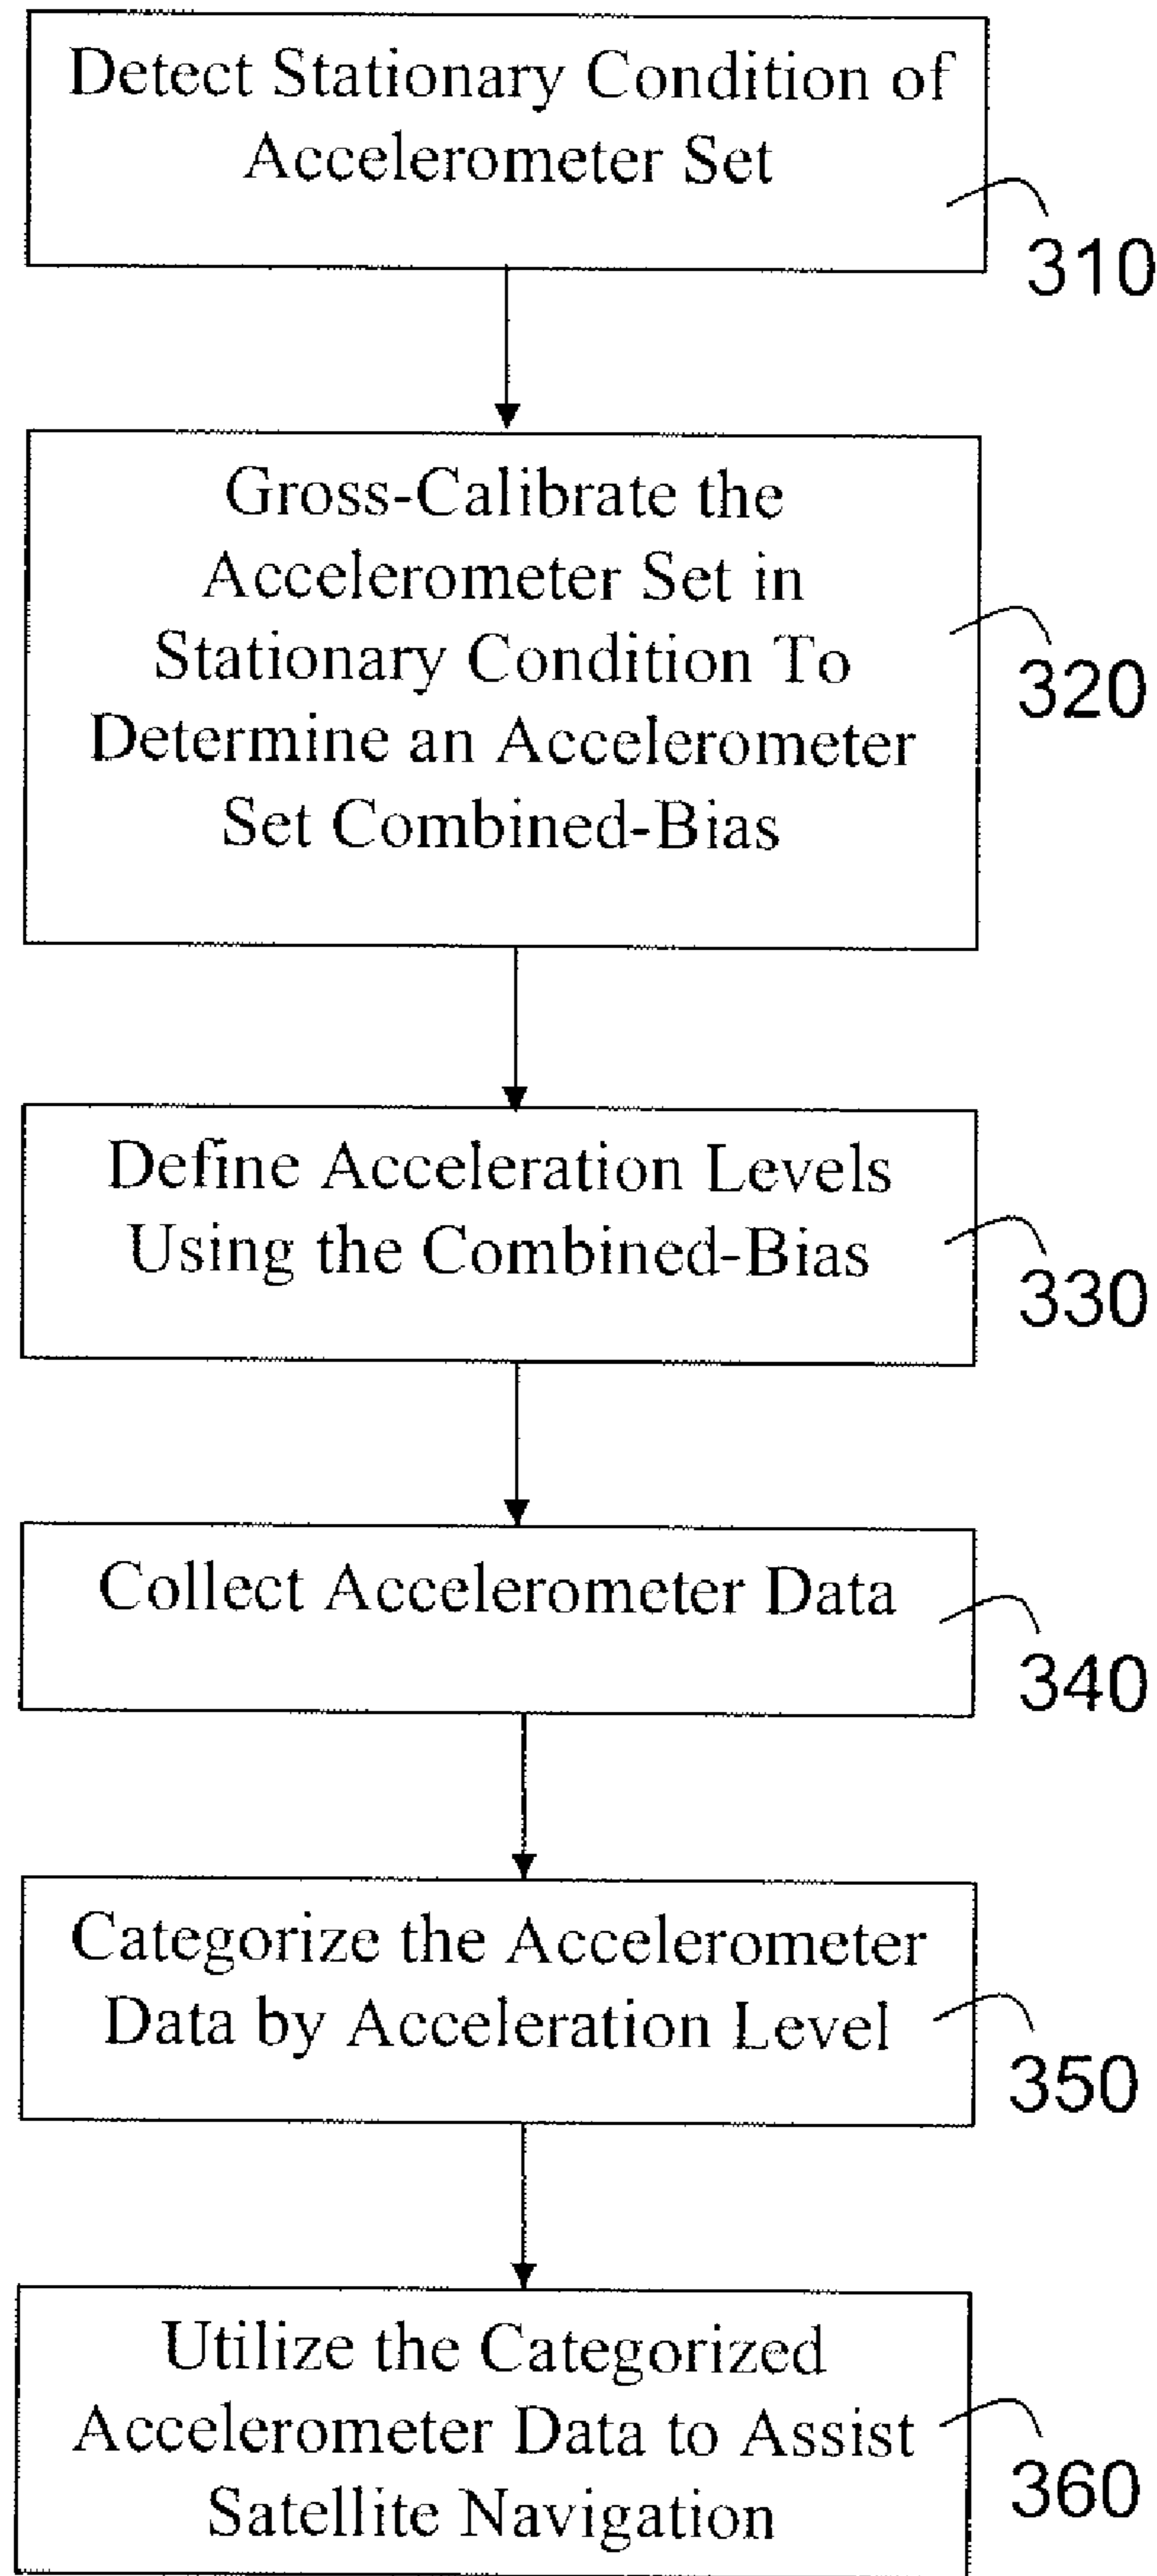 Detect Stationary Condition of
Accelerometer Set
310
Gross-Calibrate the
Accelerometer Set in
Stationary Condition To
Determine an Accelerometer
Set Combined-Bias
320
Define Acceleration Levels
Using the Combined-Bias
330
Collect Accelerometer Data
340
Categorize the Accelerometer
Data by Acceleration Level
350
Utilize the Categorized
Accelerometer Data to Assist
Satellite Navigation
360